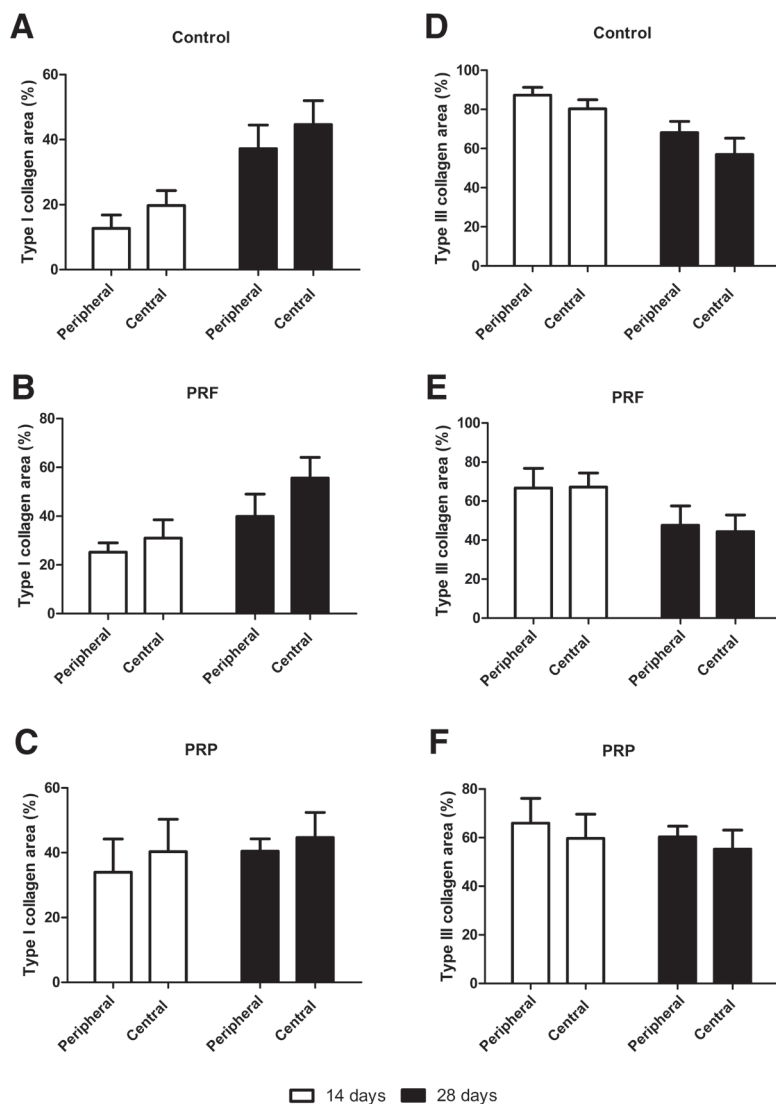 A
Control
Type I collagen area (%)
60
40
20
0
Peripheral
Central
Peripheral
Central
D
Control
Type III collagen area (%)
100
80
60
40
20
0
Peripheral
Central
Peripheral
Central
B
PRF
Type I collagen area (%)
80
60
40
20
0
Peripheral
Central
Peripheral
Central
E
PRF
Type III collagen area (%)
100
80
60
40
20
0
Peripheral
Central
Peripheral
Central
C
PRP
Type I collagen area (%)
60
40
20
0
Peripheral
Central
Peripheral
Central
F
PRP
Type III collagen area (%)
80
60
40
20
0
Peripheral
Central
Peripheral
Central
14 days 28 days